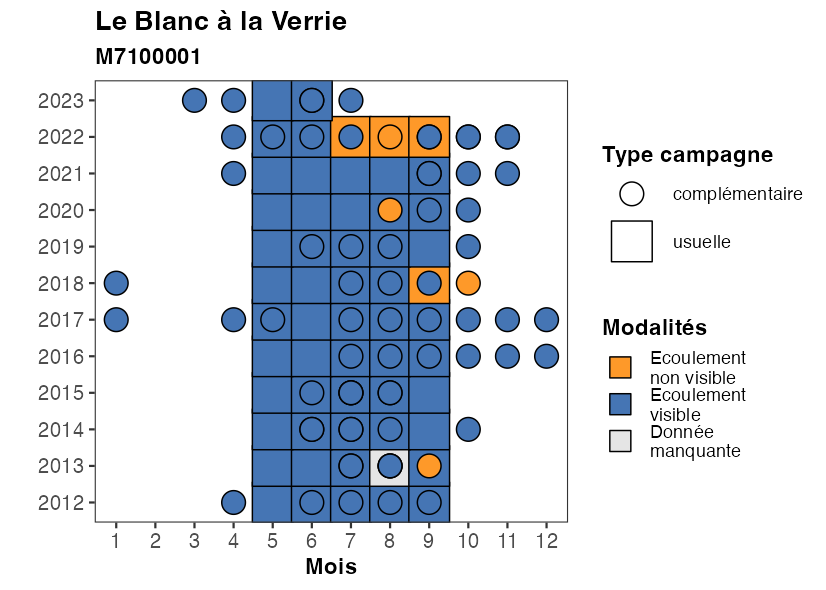 Le Blanc à la Verrie
M7100001
2023
2022
2021
2020
2019
2018
2017
2016
2015
2014
2013
2012
1 2 3 4 5 6 7 8 9 10 11 12
Mois
Type campagne
complémentaire
usuelle
Modalités
Ecoulement
non visible
Ecoulement
visible
Donnée
manquante